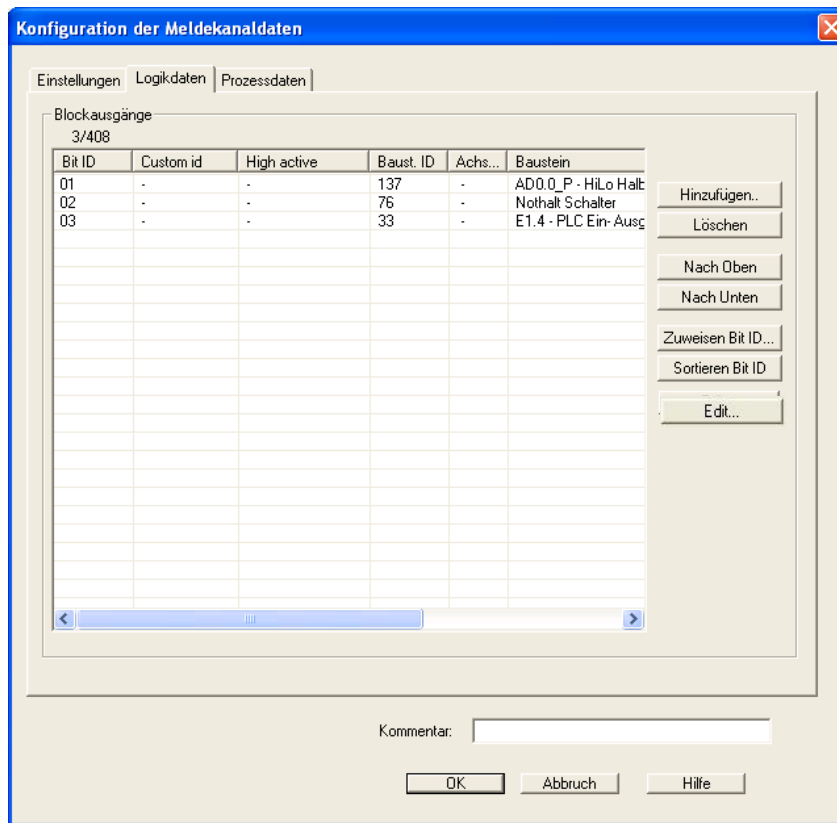 Konfiguration der Meldekanaldaten
Einstellungen Logikdaten Prozessdaten
Blockausgänge
3/408
Bit ID Custom id High active Baust. ID Achs... Baustein
01 - - 137 - AD0.0_P - HiLo Halb
02 - - 76 - Nothalt Schalter
03 - - 33 - E1.4 - PLC Ein- Ausg
Hinzufügen..
Löschen
Nach Oben
Nach Unten
Zuweisen Bit ID...
Sortieren Bit ID
Edit...
Kommentar:
OK Abbruch Hilfe